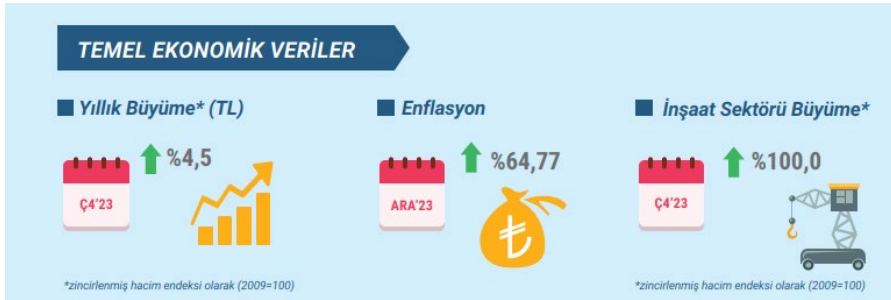 TEMEL EKONOMİK VERİLER
Yıllık Büyüme* (TL)
Ç4'23
%4,5
*zincirlenmiş hacim endeksi olarak (2009=100)
Enflasyon
ARA'23
%64,77
İnşaat Sektörü Büyüme*
Ç4'23
%100,0
*zincirlenmiş hacim endeksi olarak (2009=100)